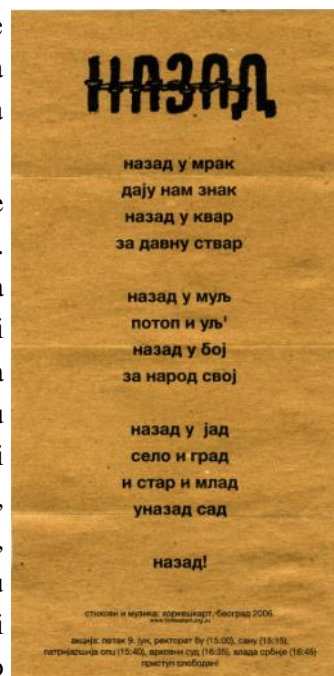 НАЗАД
назад у мрак
дају нам знак
назад у квар
за давну ствар
назад у муљ
потоп и уљ'
назад у бој
за народ свој
назад у јад
село и град
и стар и млад
уназад сад
назад!
стихови и музика: хоркешкарт, београд 2006.
акција: петак 9. јун, ректорат бу (15:00), сану (15:15),
патријаршија спц (15:40), врховни суд (16:35), влада србије (16:45)
приступ слободан!